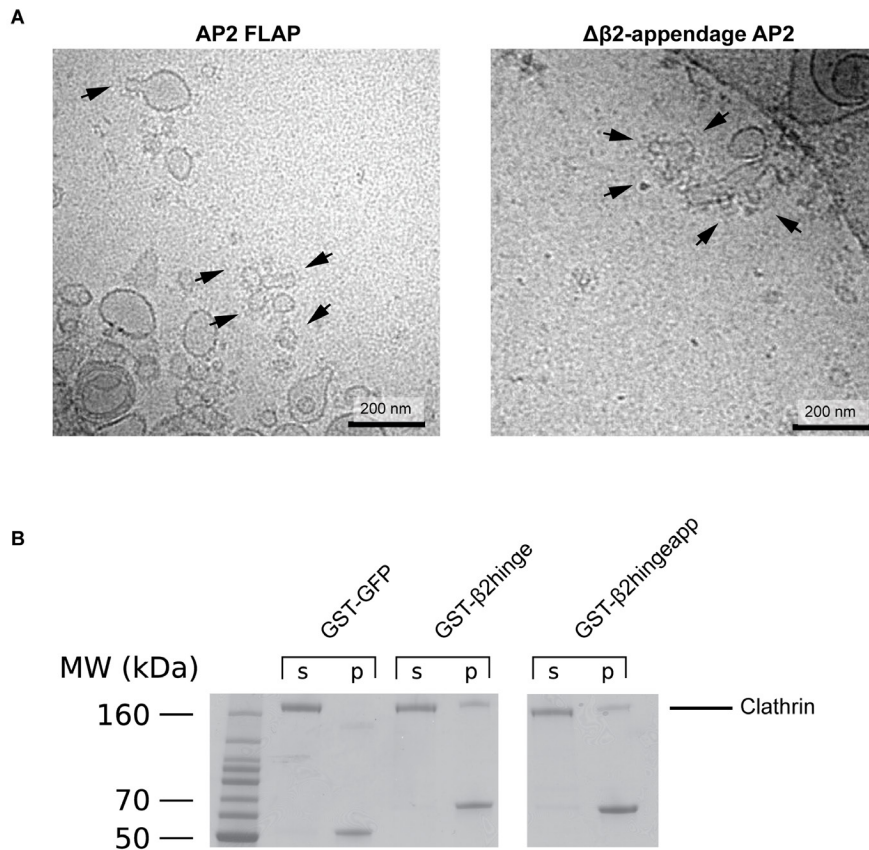 A
AP2 FLAP
Δβ2-appendage AP2
200 nm
200 nm
B
GST-GFP
GST-β2hinge
GST-β2hingeapp
MW (kDa)
s p s p s p
160
Clathrin
70
50